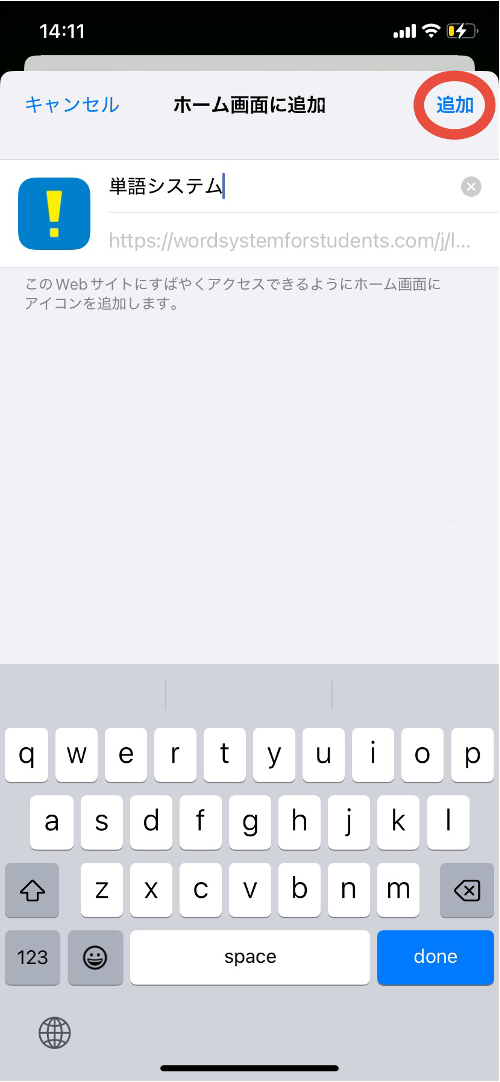 14:11
キャンセル ホーム画面に追加 追加
!
単語システム
https://wordsystemforstudents.com/j/l...
このWebサイトにすばやくアクセスできるようにホーム画面に
アイコンを追加します。
q w e r t y u i o p
a s d f g h j k l
z x c v b n m
123 space done